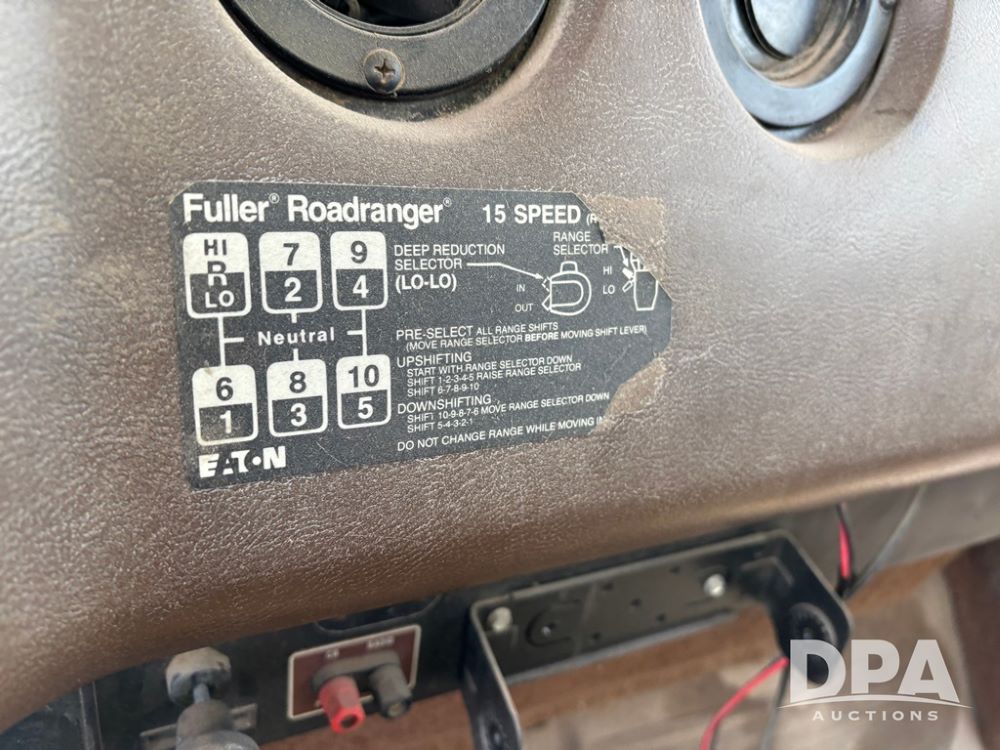 Fuller® Roadranger® 15 SPEED
HI
R
LO
7
2
9
4
DEEP REDUCTION
SELECTOR
(LO-LO)
IN
OUT
RANGE
SELECTOR
HI
LO
Neutral
6
1
8
3
10
5
PRE-SELECT ALL RANGE SHIFTS
(MOVE RANGE SELECTOR BEFORE MOVING SHIFT LEVER)
UPSHIFTING
START WITH RANGE SELECTOR DOWN
SHIFT 1-2-3-4-5 RAISE RANGE SELECTOR
SHIFT 6-7-8-9-10
DOWNSHIFTING
SHIFT 10-9-8-7-6 MOVE RANGE SELECTOR DOWN
SHIFT 5-4-3-2-1
DO NOT CHANGE RANGE WHILE MOVING
EATON
DPA
AUCTIONS